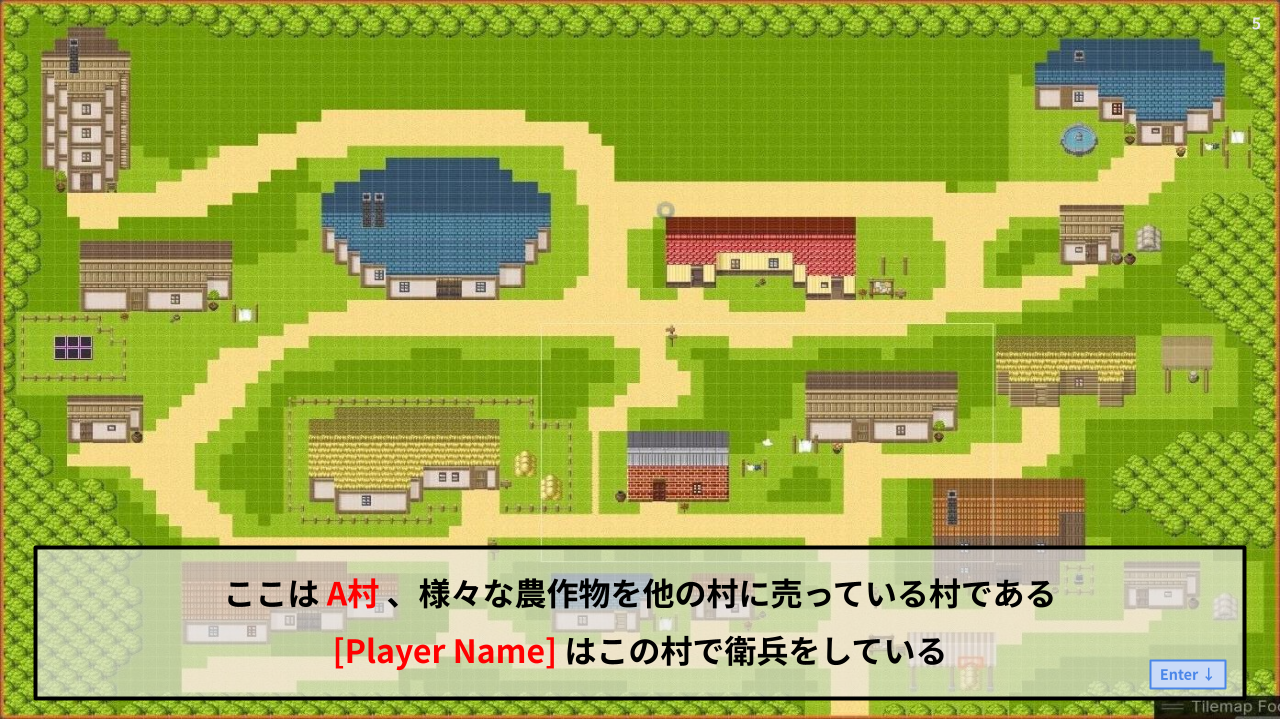 5
ここは A村 、様々な農作物を他の村に売っている村である
[Player Name] はこの村で衛兵をしている
Enter ↓
Tilemap Fo